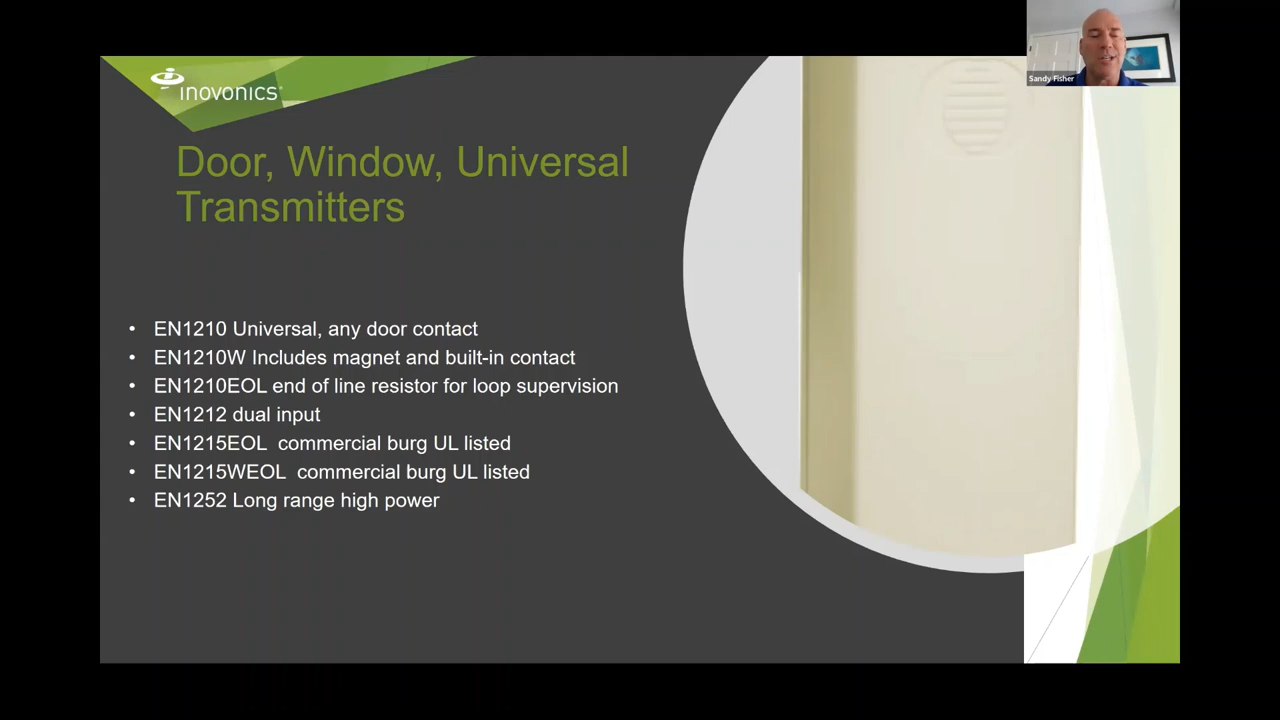 inovonics
Sandy Fisher
Door, Window, Universal
Transmitters
• EN1210 Universal, any door contact
• EN1210W Includes magnet and built-in contact
• EN1210EOL end of line resistor for loop supervision
• EN1212 dual input
• EN1215EOL  commercial burg UL listed
• EN1215WEOL  commercial burg UL listed
• EN1252 Long range high power